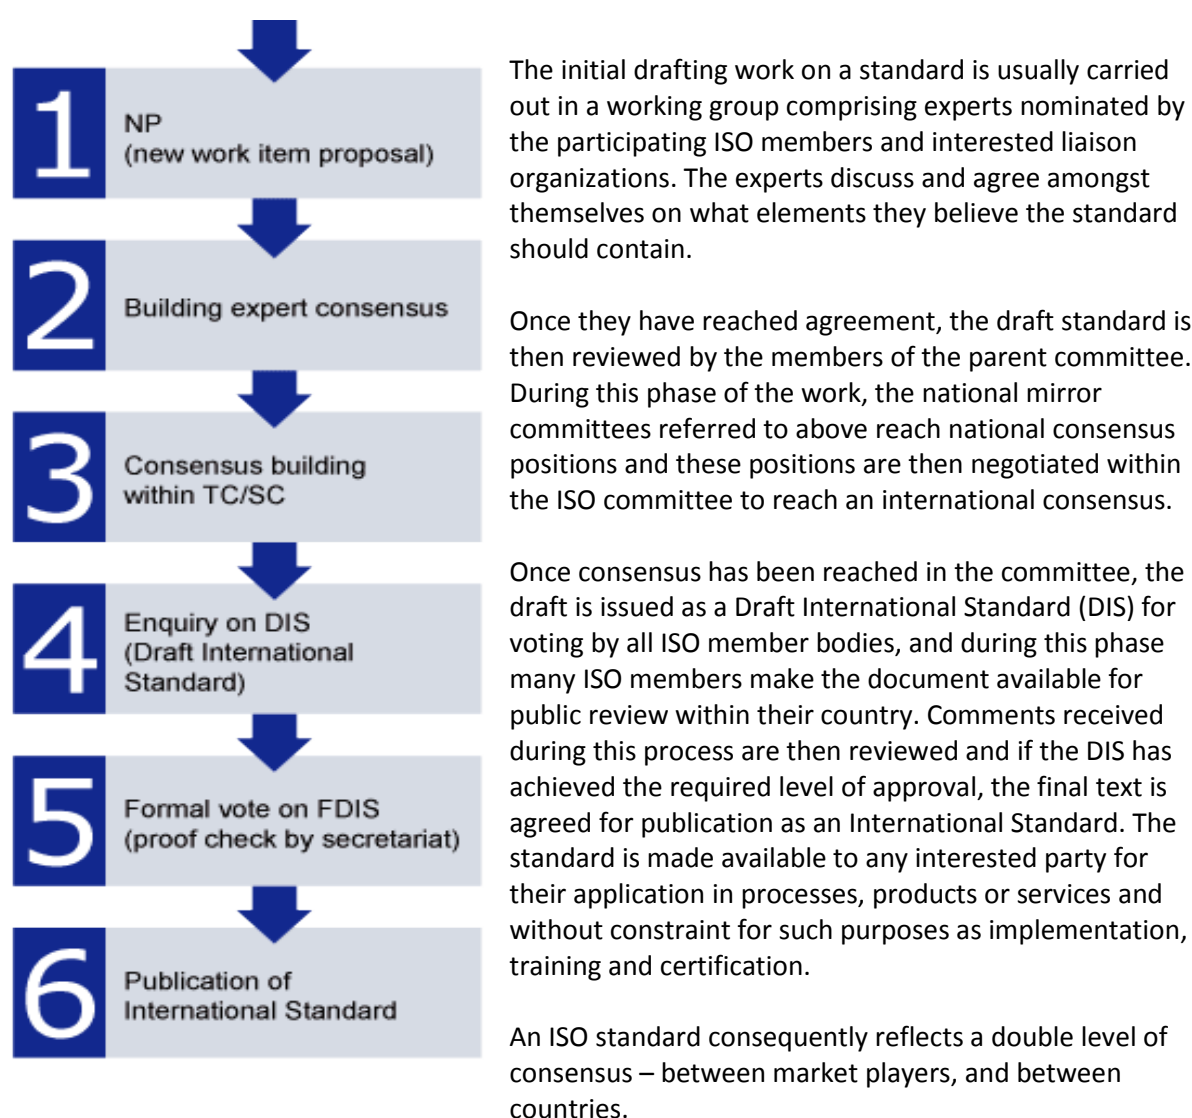 1
NP
(new work item proposal)
2
Building expert consensus
3
Consensus building
within TC/SC
4
Enquiry on DIS
(Draft International
Standard)
5
Formal vote on FDIS
(proof check by secretariat)
6
Publication of
International Standard
The initial drafting work on a standard is usually carried
out in a working group comprising experts nominated by
the participating ISO members and interested liaison
organizations. The experts discuss and agree amongst
themselves on what elements they believe the standard
should contain.
Once they have reached agreement, the draft standard is
then reviewed by the members of the parent committee.
During this phase of the work, the national mirror
committees referred to above reach national consensus
positions and these positions are then negotiated within
the ISO committee to reach an international consensus.
Once consensus has been reached in the committee, the
draft is issued as a Draft International Standard (DIS) for
voting by all ISO member bodies, and during this phase
many ISO members make the document available for
public review within their country. Comments received
during this process are then reviewed and if the DIS has
achieved the required level of approval, the final text is
agreed for publication as an International Standard. The
standard is made available to any interested party for
their application in processes, products or services and
without constraint for such purposes as implementation,
training and certification.
An ISO standard consequently reflects a double level of
consensus – between market players, and between
countries.